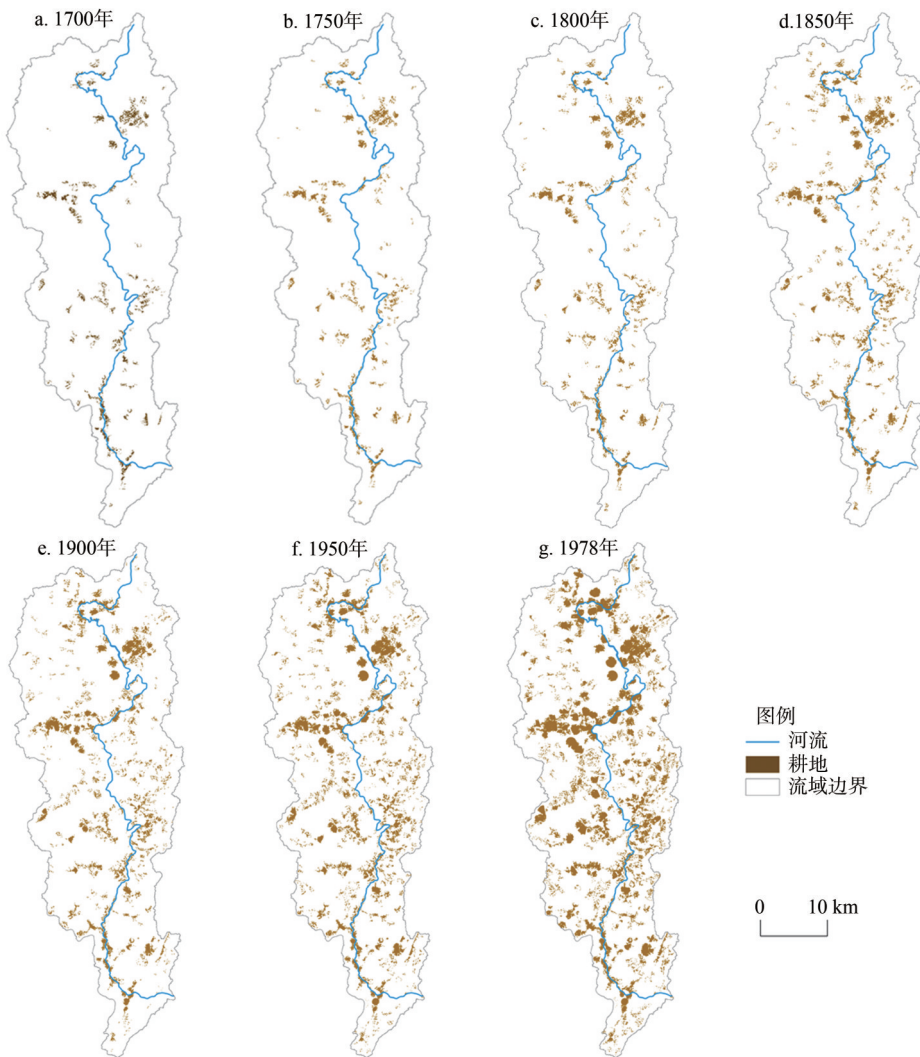 a. 1700年
b. 1750年
c. 1800年
d.1850年
e. 1900年
f. 1950年
g. 1978年
图例
河流
耕地
流域边界
0 10 km